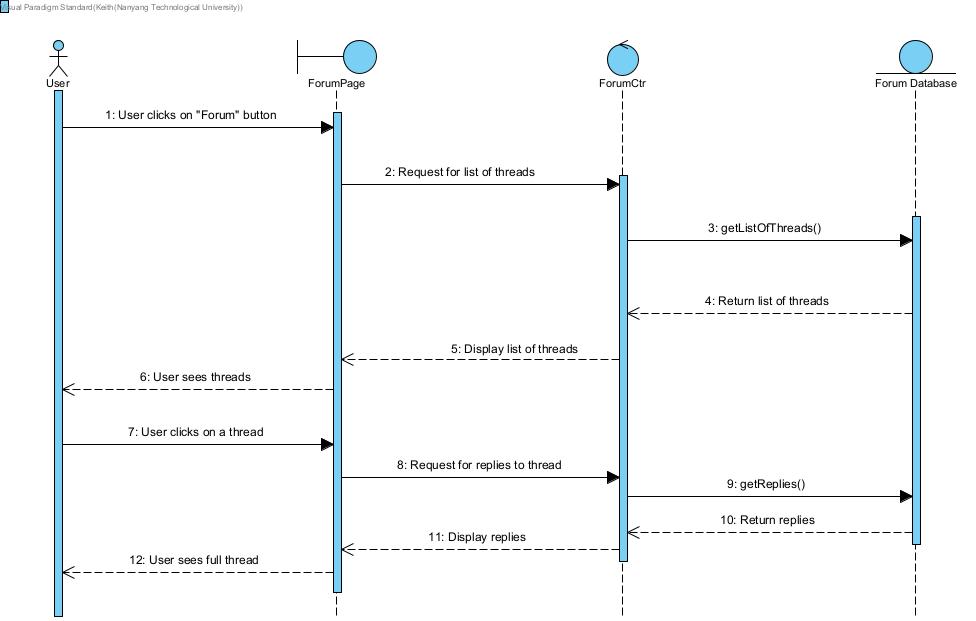 Visual Paradigm Standard(Keith(Nanyang Technological University))
User
ForumPage
ForumCtr
Forum Database
1: User clicks on "Forum" button
2: Request for list of threads
3: getListOfThreads()
4: Return list of threads
5: Display list of threads
6: User sees threads
7: User clicks on a thread
8: Request for replies to thread
9: getReplies()
10: Return replies
11: Display replies
12: User sees full thread